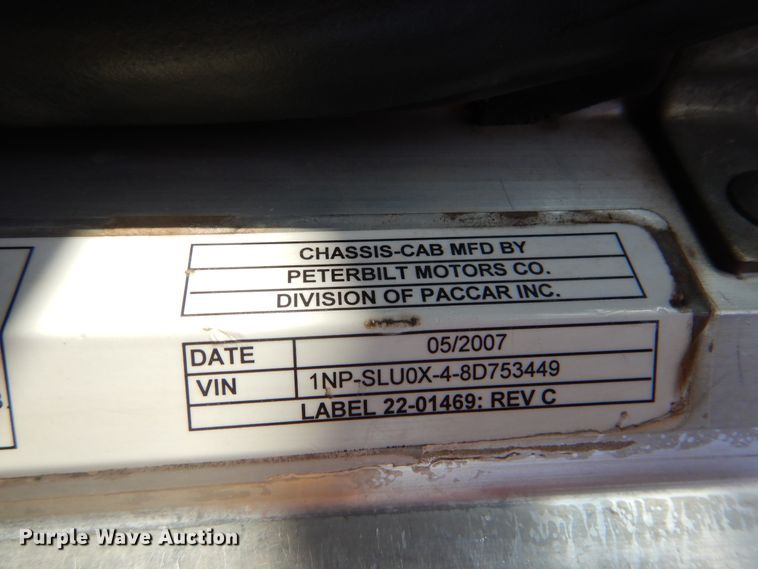 CHASSIS-CAB MFD BY
PETERBILT MOTORS CO.
DIVISION OF PACCAR INC.
DATE 05/2007
VIN 1NP-SLU0X-4-8D753449
LABEL 22-01469: REV C
Purple Wave Auction